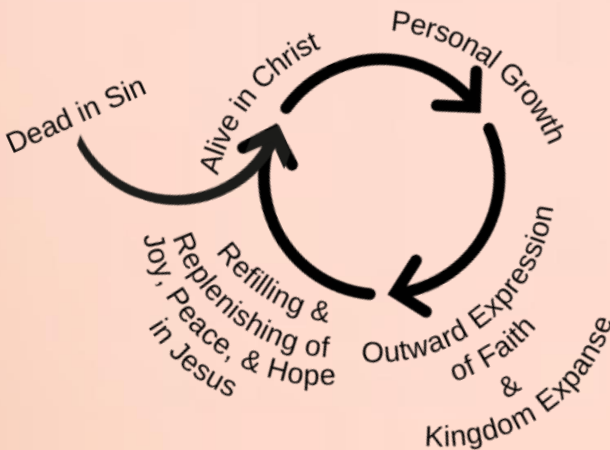 Dead in Sin
Alive in Christ
Personal Growth
Outward Expression
of Faith
&
Kingdom Expanse
Refilling &
Replenishing of
Joy, Peace, & Hope
in Jesus